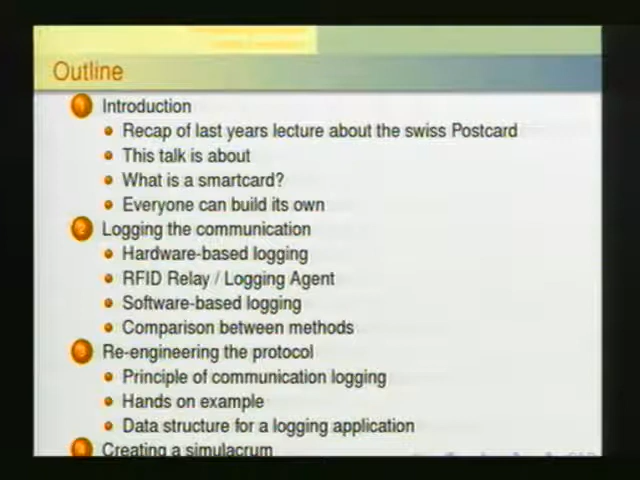 Outline
1 Introduction
Recap of last years lecture about the swiss Postcard
This talk is about
What is a smartcard?
Everyone can build its own
2 Logging the communication
Hardware-based logging
RFID Relay / Logging Agent
Software-based logging
Comparison between methods
3 Re-engineering the protocol
Principle of communication logging
Hands on example
Data structure for a logging application
Creating a simulacrum